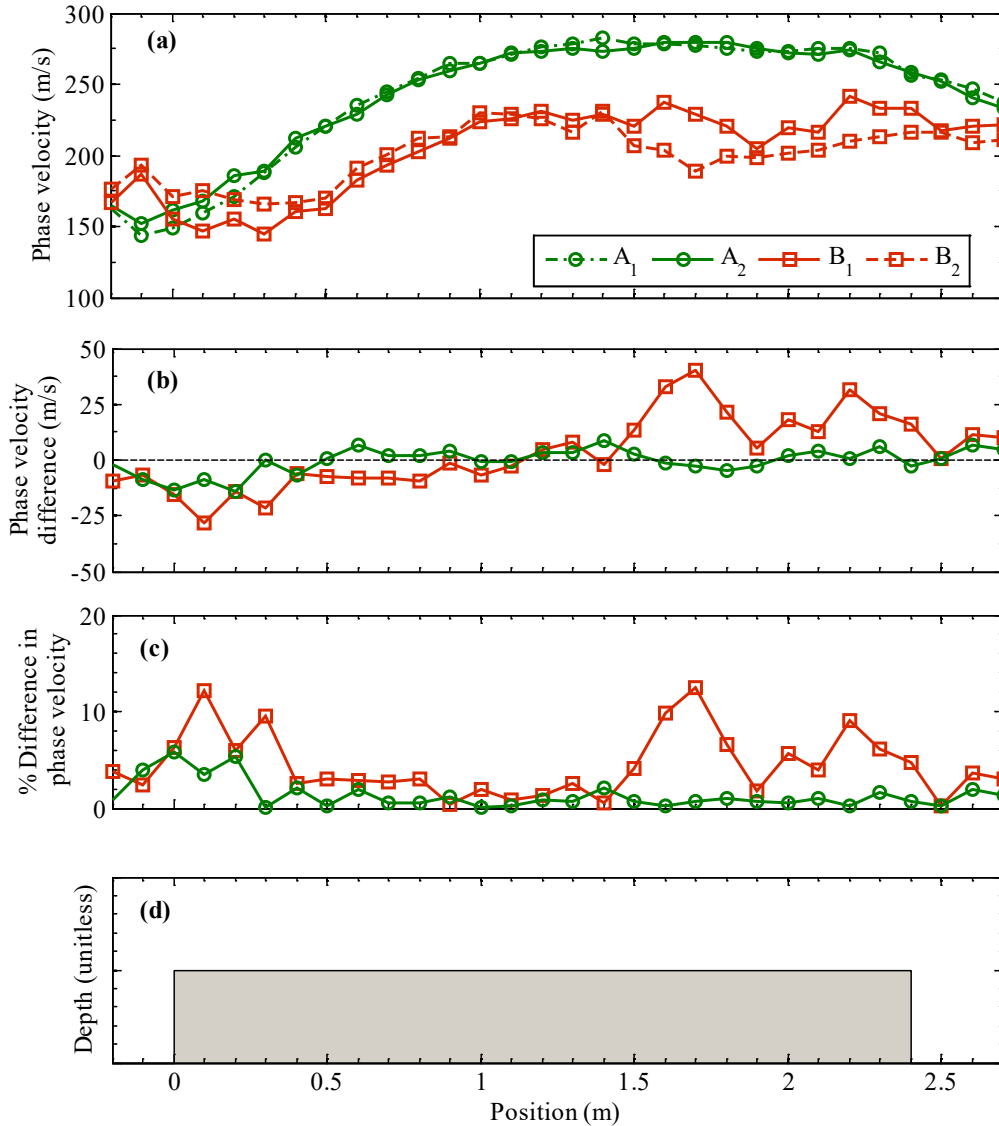 300
250
200
150
100
Phase velocity (m/s)
(a)
A1 A2 B1 B2
50
25
0
-25
-50
Phase velocity
difference (m/s)
(b)
20
10
0
% Difference in
phase velocity
(c)
Depth (unitless)
(d)
0 0.5 1 1.5 2 2.5
Position (m)